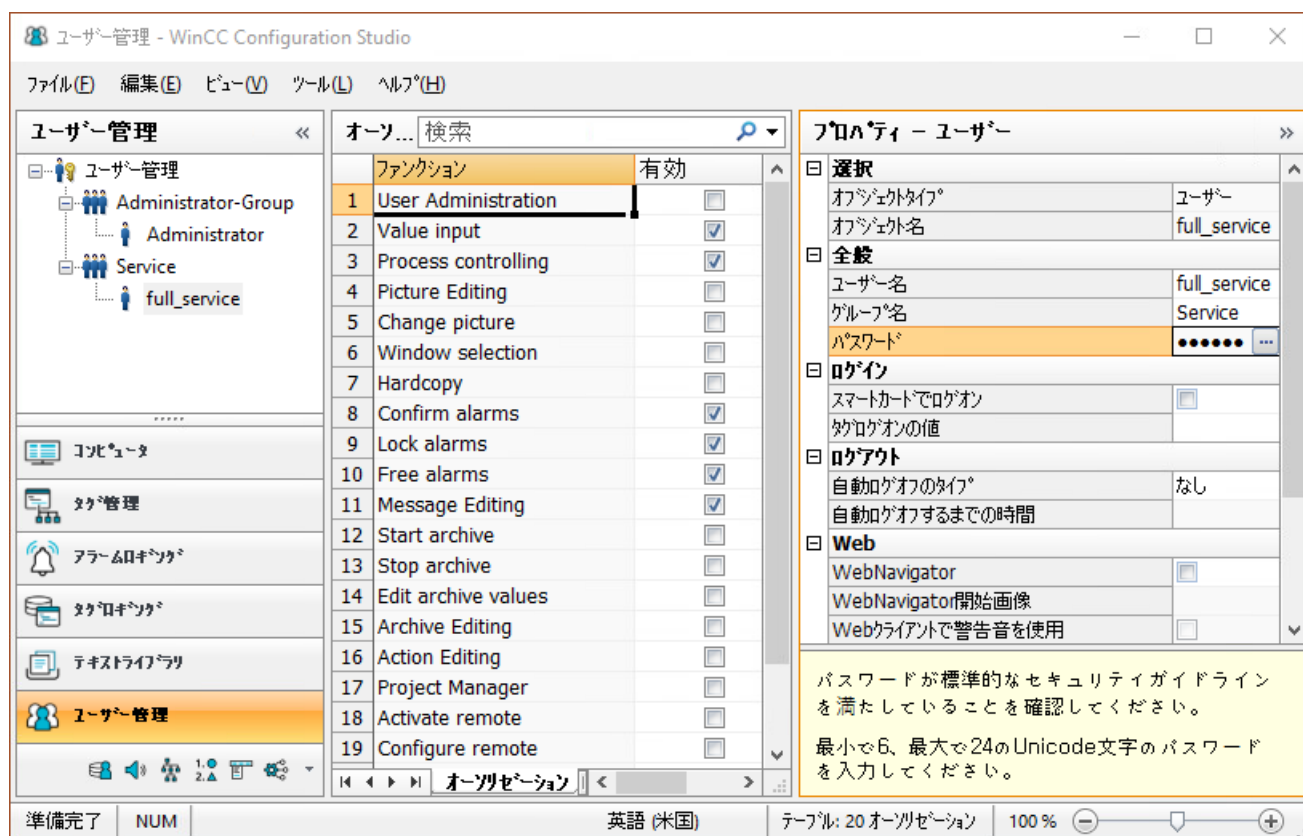 ユーザー管理 - WinCC Configuration Studio
ファイル(F) 編集(E) ビュー(V) ツール(L) ヘルプ(H)
ユーザー管理
ユーザー管理
Administrator-Group
Administrator
Service
full_service
コンピュータ
タグ管理
アラームロギング
タグロギング
テキストライブラリ
ユーザー管理
オーソ... 検索
ファンクション 有効
1 User Administration
2 Value input
3 Process controlling
4 Picture Editing
5 Change picture
6 Window selection
7 Hardcopy
8 Confirm alarms
9 Lock alarms
10 Free alarms
11 Message Editing
12 Start archive
13 Stop archive
14 Edit archive values
15 Archive Editing
16 Action Editing
17 Project Manager
18 Activate remote
19 Configure remote
オーソリゼーション
プロパティ - ユーザー
選択
オブジェクトタイプ ユーザー
オブジェクト名 full_service
全般
ユーザー名 full_service
グループ名 Service
パスワード ●●●●●● ...
ログイン
スマートカードでログオン
タグログオンの値
ログアウト
自動ログオフのタイプ なし
自動ログオフするまでの時間
Web
WebNavigator
WebNavigator開始画像
Webクライアントで警告音を使用
パスワードが標準的なセキュリティガイドライン
を満たしていることを確認してください。
最小で6、最大で24のUnicode文字のパスワード
を入力してください。
準備完了 NUM 英語 (米国) テーブル: 20 オーソリゼーション 100 %